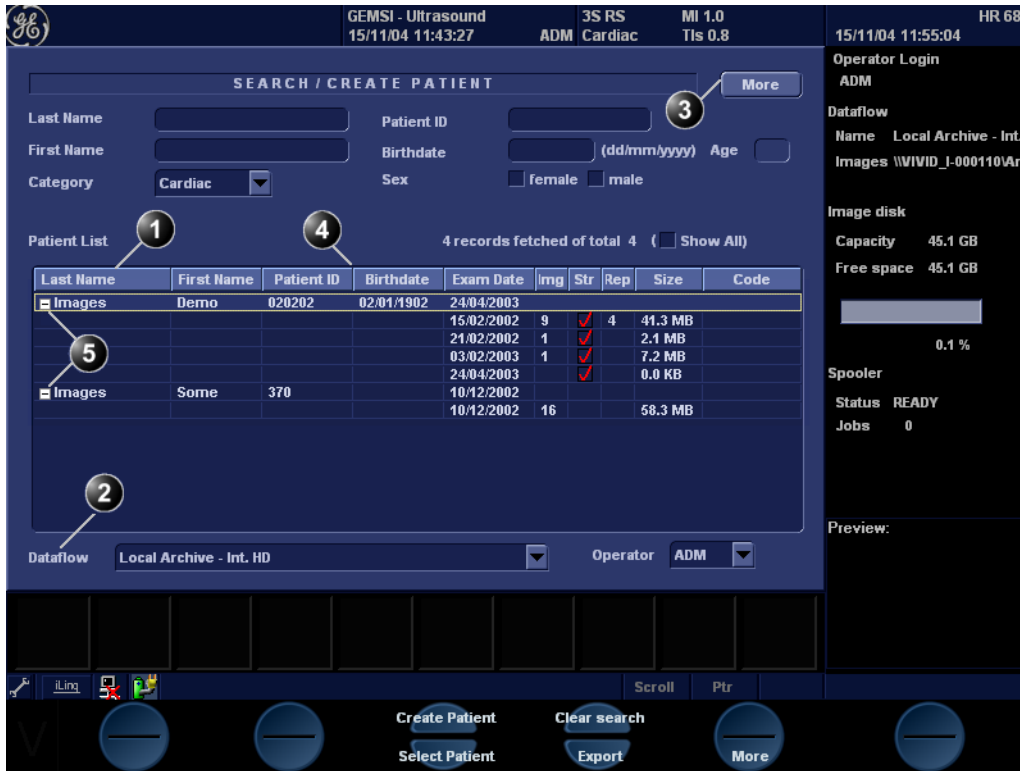 GE
GEMSI - Ultrasound 3S RS MI 1.0 HR 68
15/11/04 11:43:27 ADM Cardiac TIs 0.8 15/11/04 11:55:04
Operator Login
ADM
SEARCH / CREATE PATIENT More
3
Last Name Patient ID
First Name Birthdate (dd/mm/yyyy) Age
Category Cardiac Sex female male
Dataflow
Name Local Archive - Int.
Images \\VIVID_I-000110\Ar
Image disk
Capacity 45.1 GB
Free space 45.1 GB
0.1 %
Spooler
Status READY
Jobs 0
Preview:
1
4
Patient List 4 records fetched of total 4 ( Show All)
Last Name First Name Patient ID Birthdate Exam Date Img Str Rep Size Code
Images Demo 020202 02/01/1902 24/04/2003
15/02/2002 9 4 41.3 MB
21/02/2002 1 2.1 MB
03/02/2003 1 7.2 MB
24/04/2003 0.0 KB
5
Images Some 370 10/12/2002
10/12/2002 16 58.3 MB
2
Dataflow Local Archive - Int. HD Operator ADM
iLinq Scroll Ptr
Create Patient Clear search
Select Patient Export More